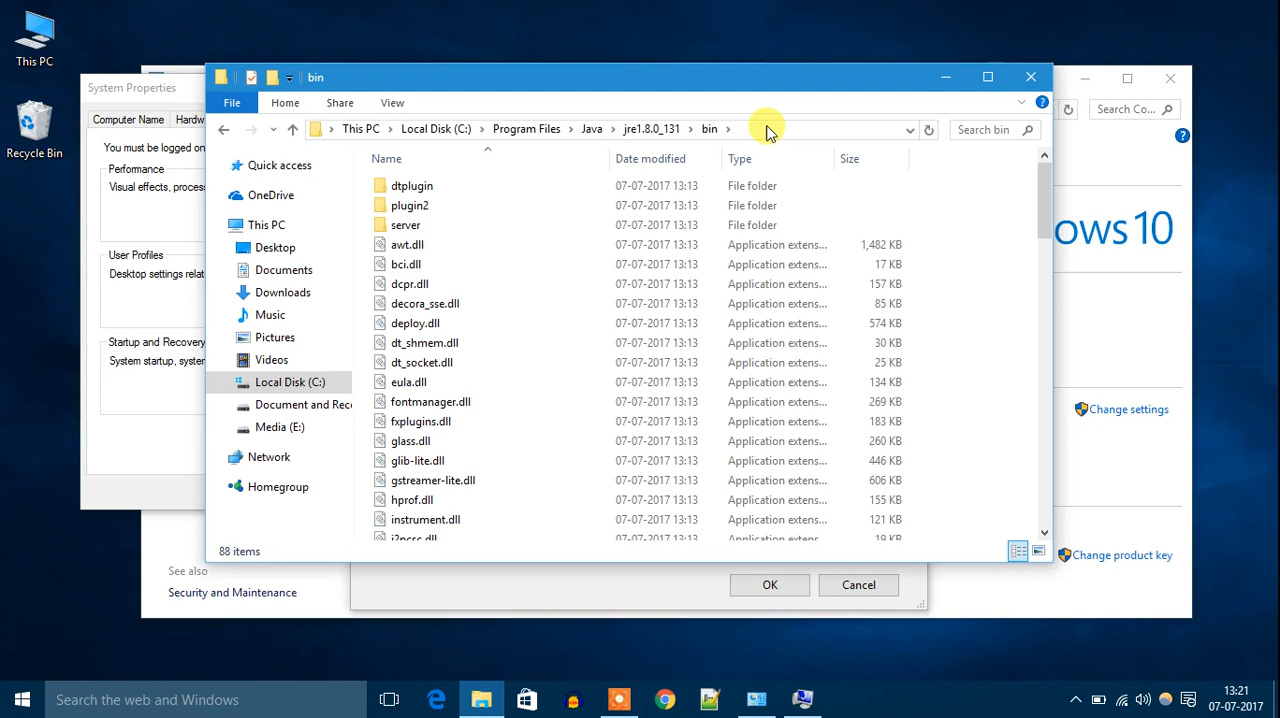 This PC
Recycle Bin
System Properties
Computer Name
Hardw
You must be logged on
Performance
Visual effects, proces
User Profiles
Desktop settings relat
Startup and Recovery
System startup, syste
bin
File
Home
Share
View
This PC
Local Disk (C:)
Program Files
Java
jre1.8.0_131
bin
Search bin
Quick access
OneDrive
This PC
Desktop
Documents
Downloads
Music
Pictures
Videos
Local Disk (C:)
Document and Rec
Media (E:)
Network
Homegroup
Name Date modified Type Size
dtplugin 07-07-2017 13:13 File folder
plugin2 07-07-2017 13:13 File folder
server 07-07-2017 13:13 File folder
awt.dll 07-07-2017 13:13 Application extens... 1,482 KB
bci.dll 07-07-2017 13:13 Application extens... 17 KB
dcpr.dll 07-07-2017 13:13 Application extens... 157 KB
decora_sse.dll 07-07-2017 13:13 Application extens... 85 KB
deploy.dll 07-07-2017 13:13 Application extens... 574 KB
dt_shmem.dll 07-07-2017 13:13 Application extens... 30 KB
dt_socket.dll 07-07-2017 13:13 Application extens... 25 KB
eula.dll 07-07-2017 13:13 Application extens... 134 KB
fontmanager.dll 07-07-2017 13:13 Application extens... 269 KB
fxplugins.dll 07-07-2017 13:13 Application extens... 183 KB
glass.dll 07-07-2017 13:13 Application extens... 260 KB
glib-lite.dll 07-07-2017 13:13 Application extens... 446 KB
gstreamer-lite.dll 07-07-2017 13:13 Application extens... 606 KB
hprof.dll 07-07-2017 13:13 Application extens... 155 KB
instrument.dll 07-07-2017 13:13 Application extens... 121 KB
j2pcsc.dll 07-07-2017 13:13 Application extens... 19 KB
88 items
Search Co...
ows 10
Change settings
Change product key
See also
Security and Maintenance
OK
Cancel
Search the web and Windows
13:21
07-07-2017